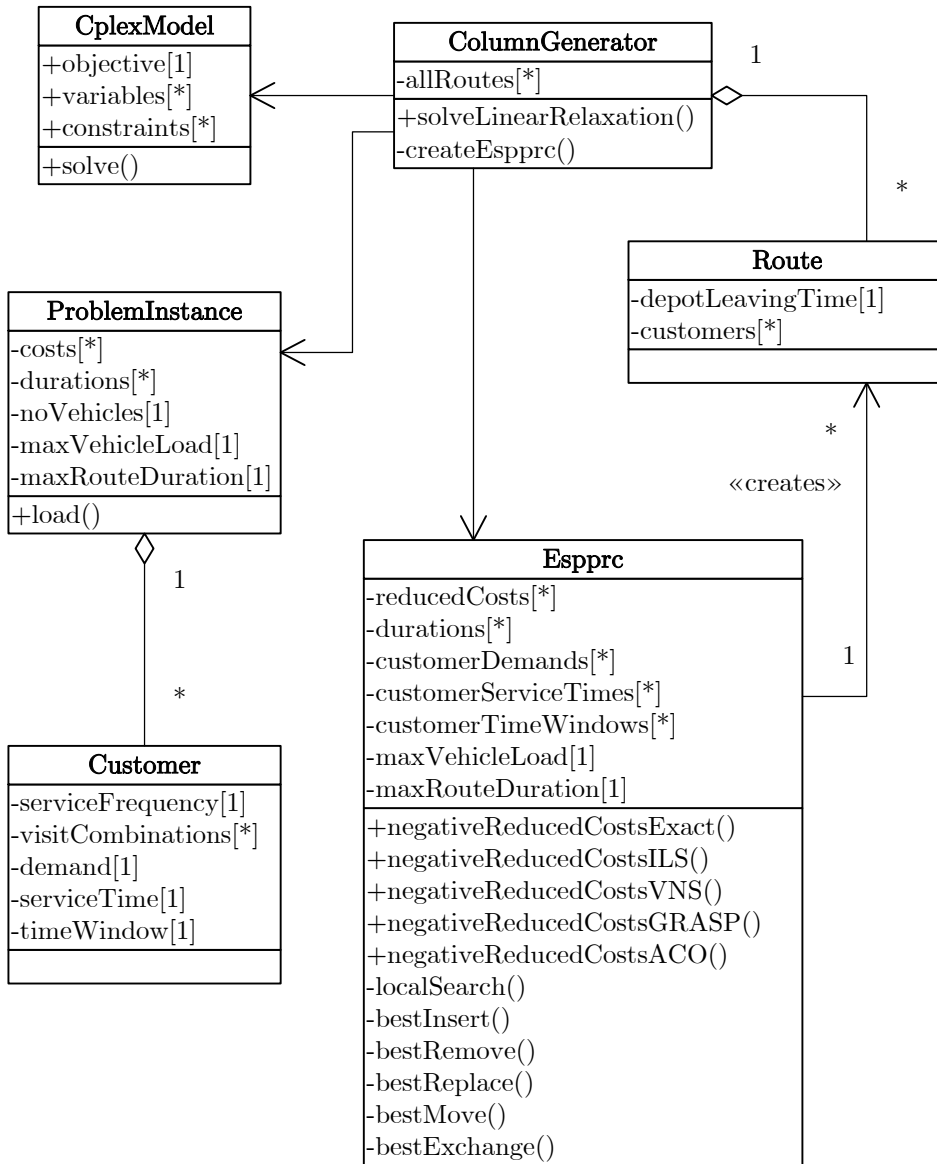 CplexModel
+objective[1]
+variables[*]
+constraints[*]
+solve()
ColumnGenerator
-allRoutes[*]
+solveLinearRelaxation()
-createEspprc()
1
*
Route
-depotLeavingTime[1]
-customers[*]
ProblemInstance
-costs[*]
-durations[*]
-noVehicles[1]
-maxVehicleLoad[1]
-maxRouteDuration[1]
+load()
*
«creates»
1
1
*
Customer
-serviceFrequency[1]
-visitCombinations[*]
-demand[1]
-serviceTime[1]
-timeWindow[1]
Espprc
-reducedCosts[*]
-durations[*]
-customerDemands[*]
-customerServiceTimes[*]
-customerTimeWindows[*]
-maxVehicleLoad[1]
-maxRouteDuration[1]
+negativeReducedCostsExact()
+negativeReducedCostsILS()
+negativeReducedCostsVNS()
+negativeReducedCostsGRASP()
+negativeReducedCostsACO()
-localSearch()
-bestInsert()
-bestRemove()
-bestReplace()
-bestMove()
-bestExchange()